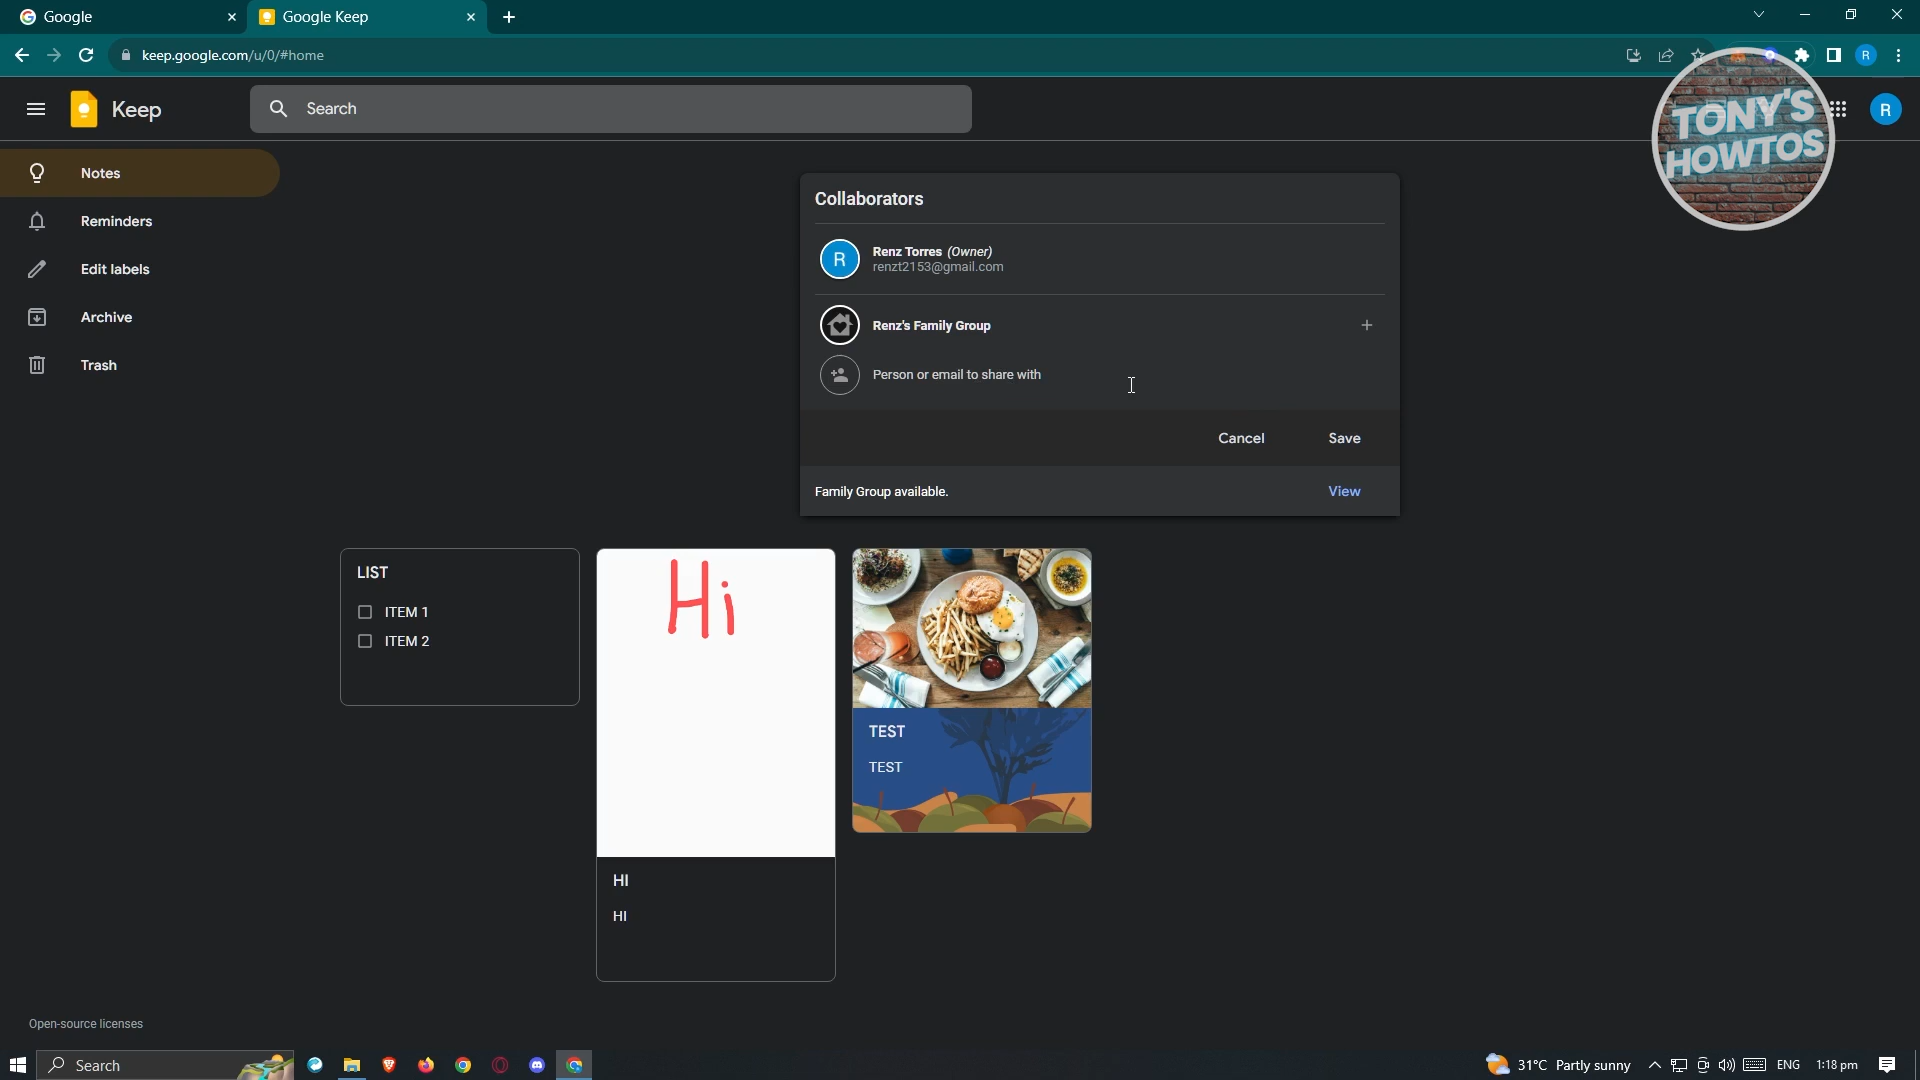 Google
Google Keep
keep.google.com/u/0/#home
R
Keep
Search
R
TONY'S
HOWTOS
Notes
Reminders
Edit labels
Archive
Trash
Collaborators
R
Renz Torres (Owner)
renzt2153@gmail.com
Renz's Family Group
Person or email to share with
Cancel
Save
Family Group available.
View
LIST
ITEM 1
ITEM 2
Hi
HI
HI
TEST
TEST
Open-source licenses
Search
31°C Partly sunny
ENG
1:18 pm